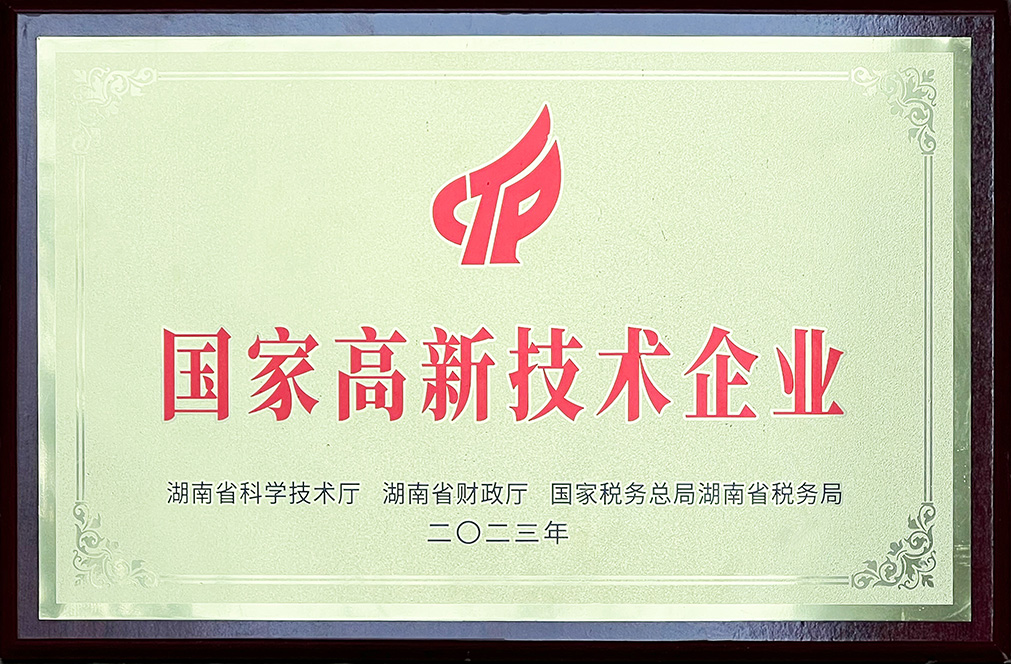 CTP
国家高新技术企业
湖南省科学技术厅 湖南省财政厅 国家税务总局湖南省税务局
二〇二三年